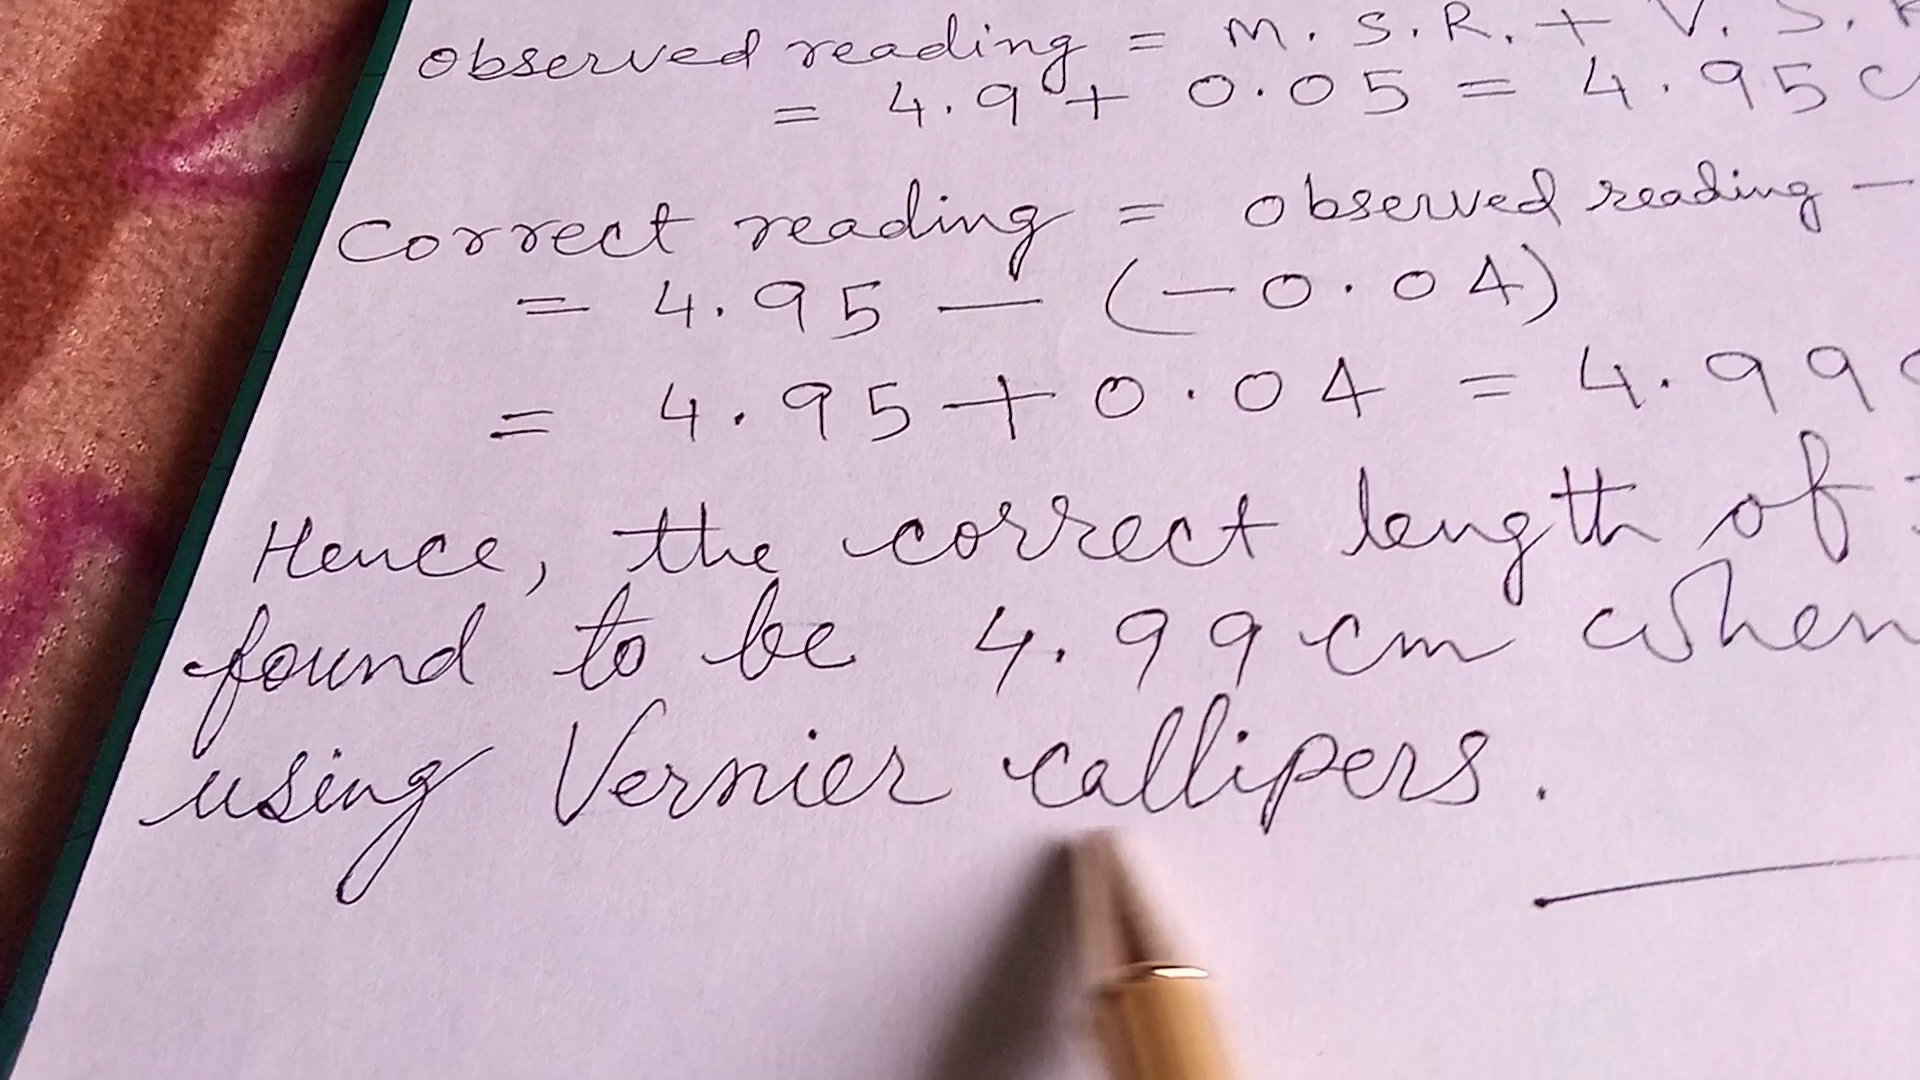 observed reading = M.S.R. + V.S.
= 4.9 + 0.05 = 4.95 c
Correct reading = observed reading -
= 4.95 - (-0.04)
= 4.95 + 0.04 = 4.99
Hence, the correct length of
found to be 4.99 cm when
using Vernier callipers.